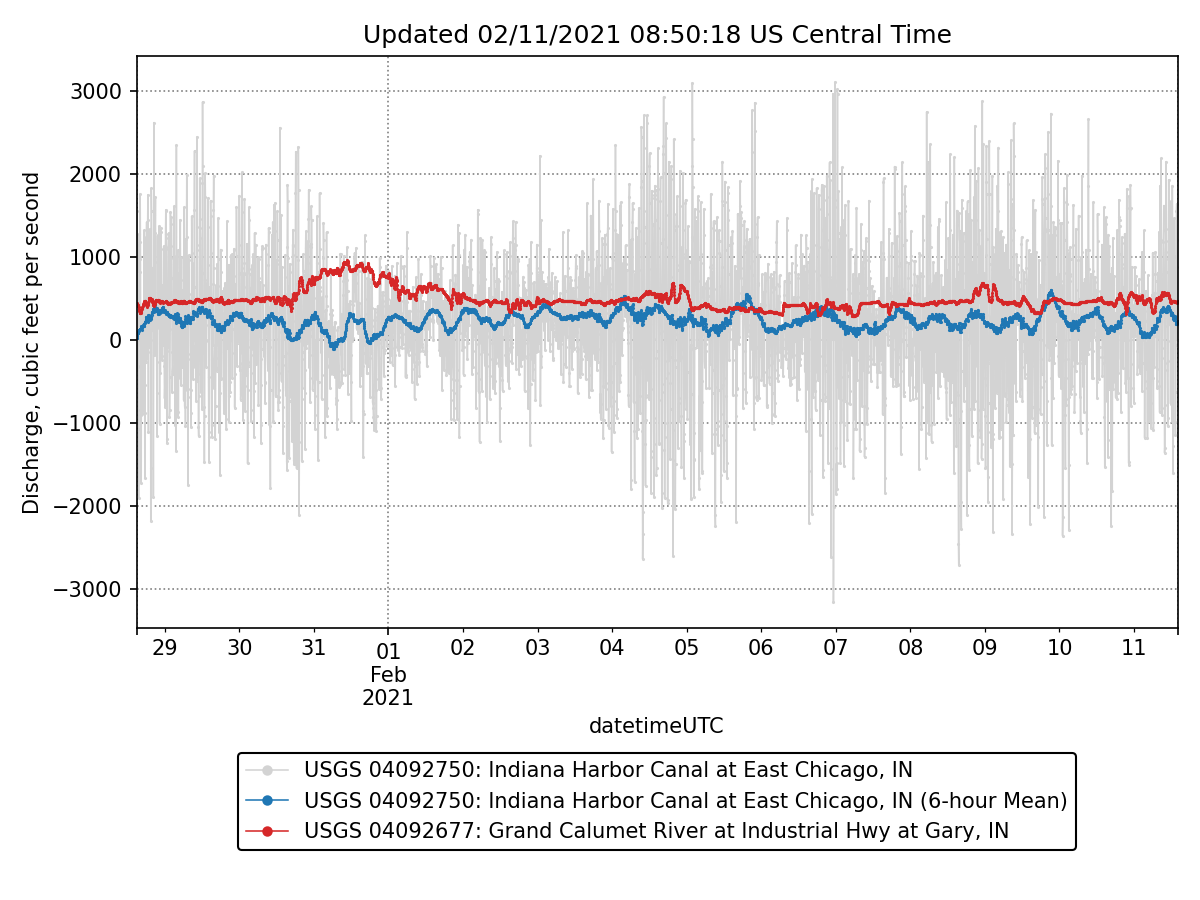 Updated 02/11/2021 08:50:18 US Central Time
Discharge, cubic feet per second
3000
2000
1000
0
−1000
−2000
−3000
29 30 31 01 02 03 04 05 06 07 08 09 10 11
Feb
2021
datetimeUTC
USGS 04092750: Indiana Harbor Canal at East Chicago, IN
USGS 04092750: Indiana Harbor Canal at East Chicago, IN (6-hour Mean)
USGS 04092677: Grand Calumet River at Industrial Hwy at Gary, IN